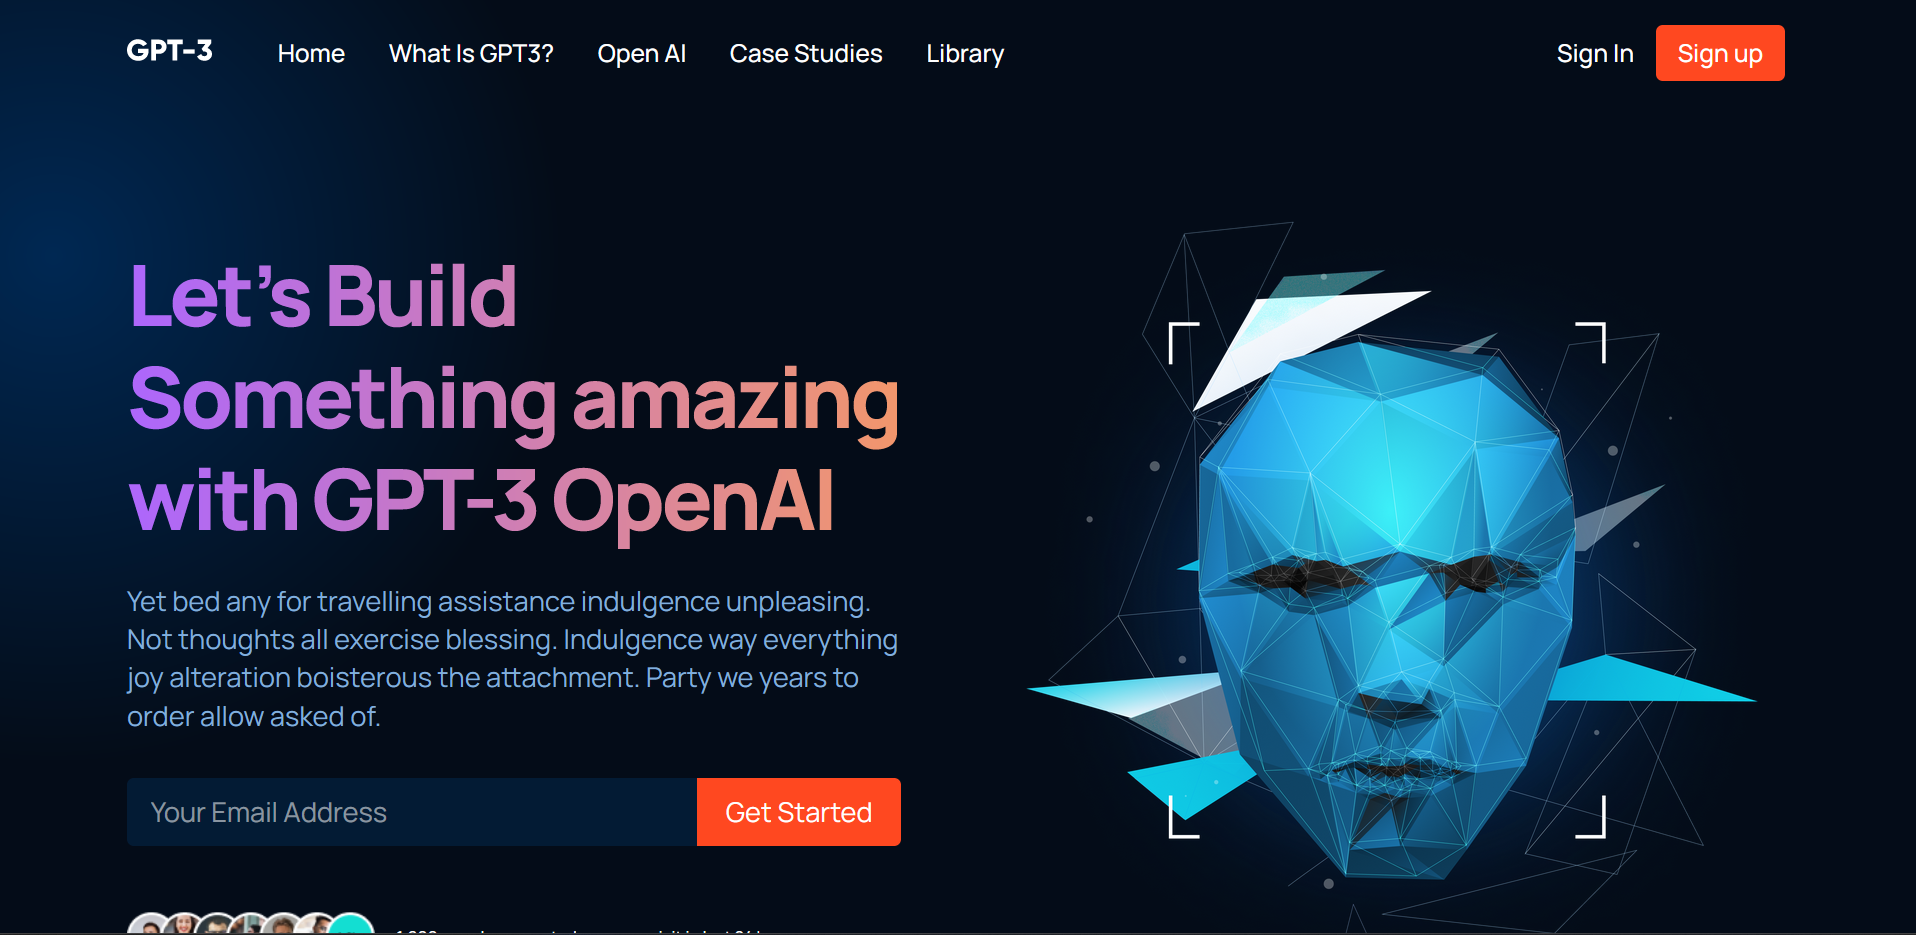 GPT-3
Home
What Is GPT3?
Open AI
Case Studies
Library
Sign In
Sign up
Let’s Build
Something amazing
with GPT-3 OpenAI
Yet bed any for travelling assistance indulgence unpleasing.
Not thoughts all exercise blessing. Indulgence way everything
joy alteration boisterous the attachment. Party we years to
order allow asked of.
Your Email Address
Get Started